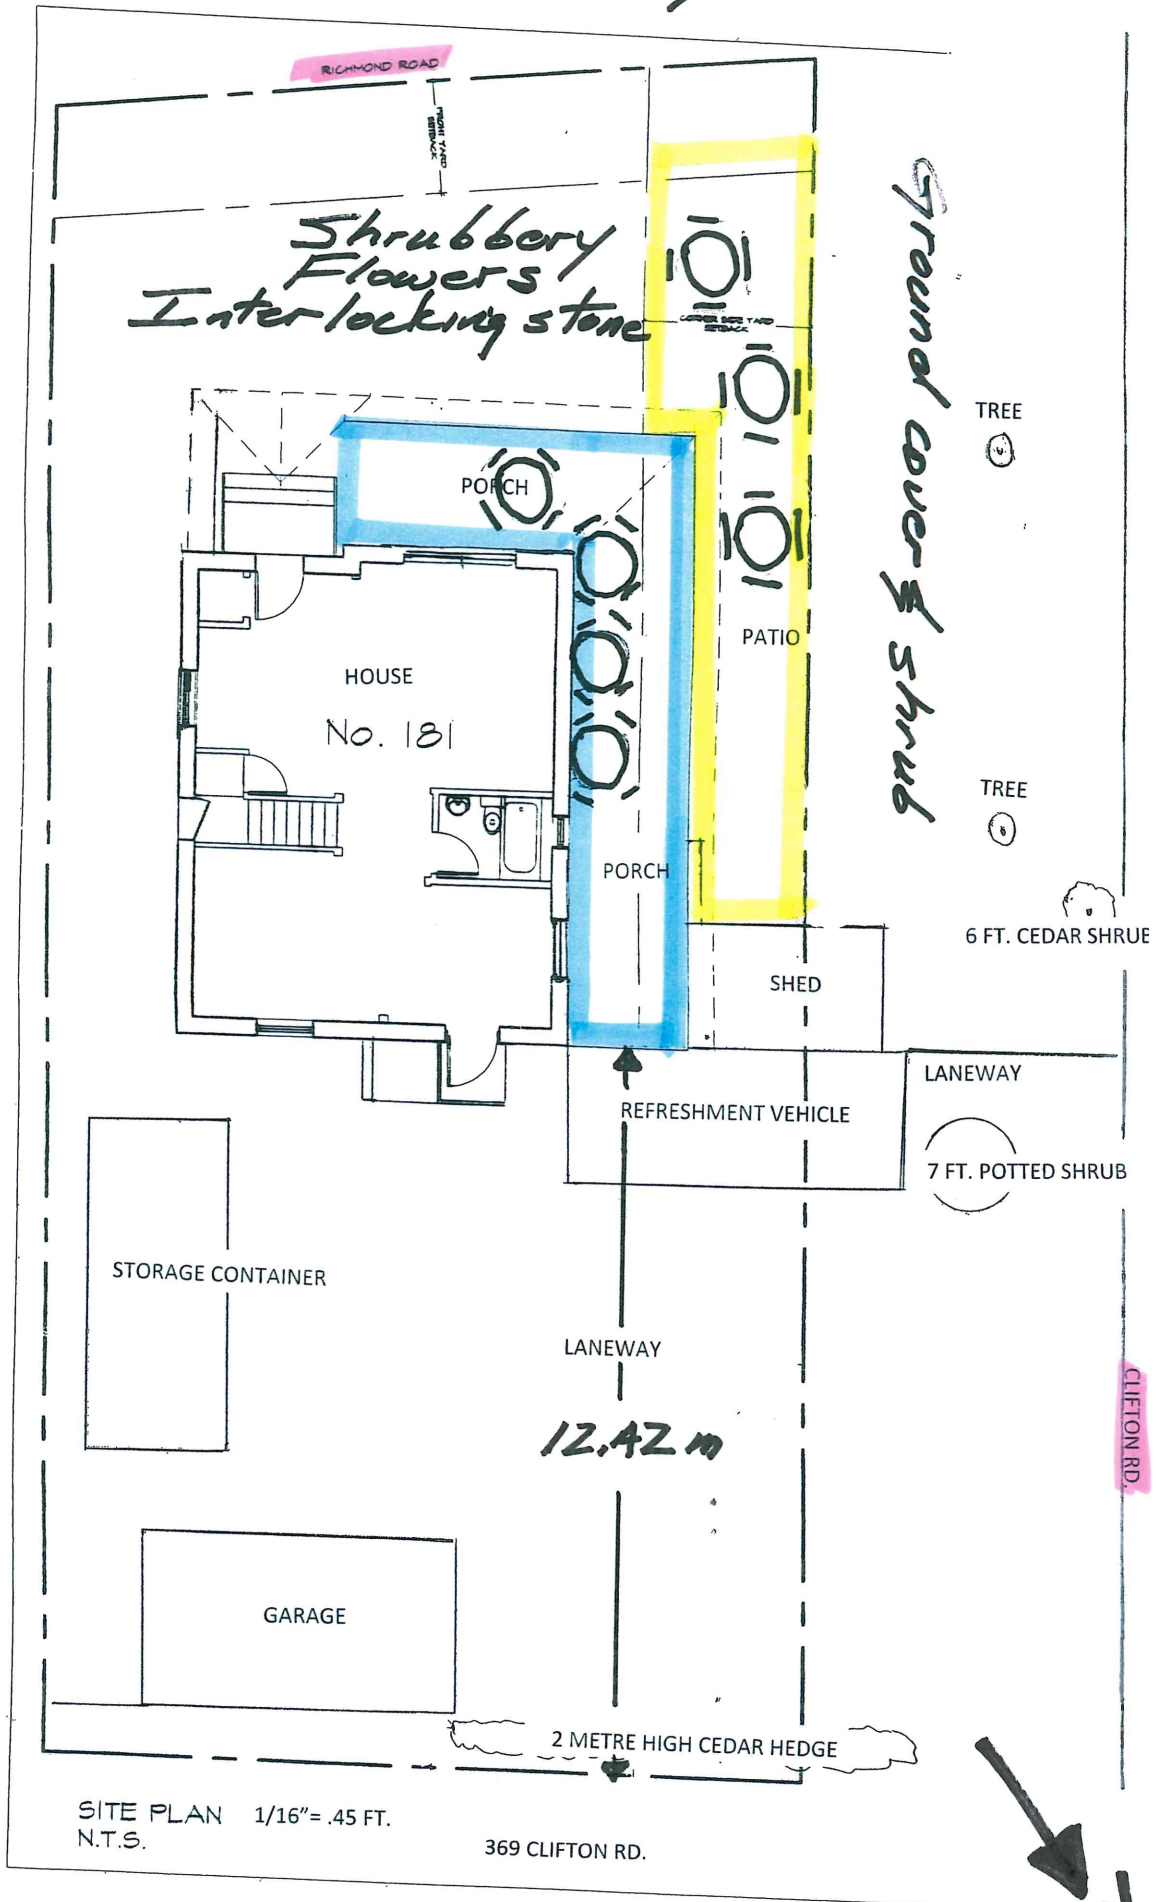 RICHMOND ROAD
FRONT YARD
SETBACK
Shrubbery
Flowers
Interlocking stone
CORNER SIDE YARD
SETBACK
Ground cover & shrub
TREE
PORCH
PATIO
HOUSE
No. 181
TREE
PORCH
6 FT. CEDAR SHRUB
SHED
LANEWAY
REFRESHMENT VEHICLE
7 FT. POTTED SHRUB
STORAGE CONTAINER
LANEWAY
CLIFTON RD.
12.42 m
GARAGE
2 METRE HIGH CEDAR HEDGE
SITE PLAN 1/16"= .45 FT.
N.T.S.
369 CLIFTON RD.